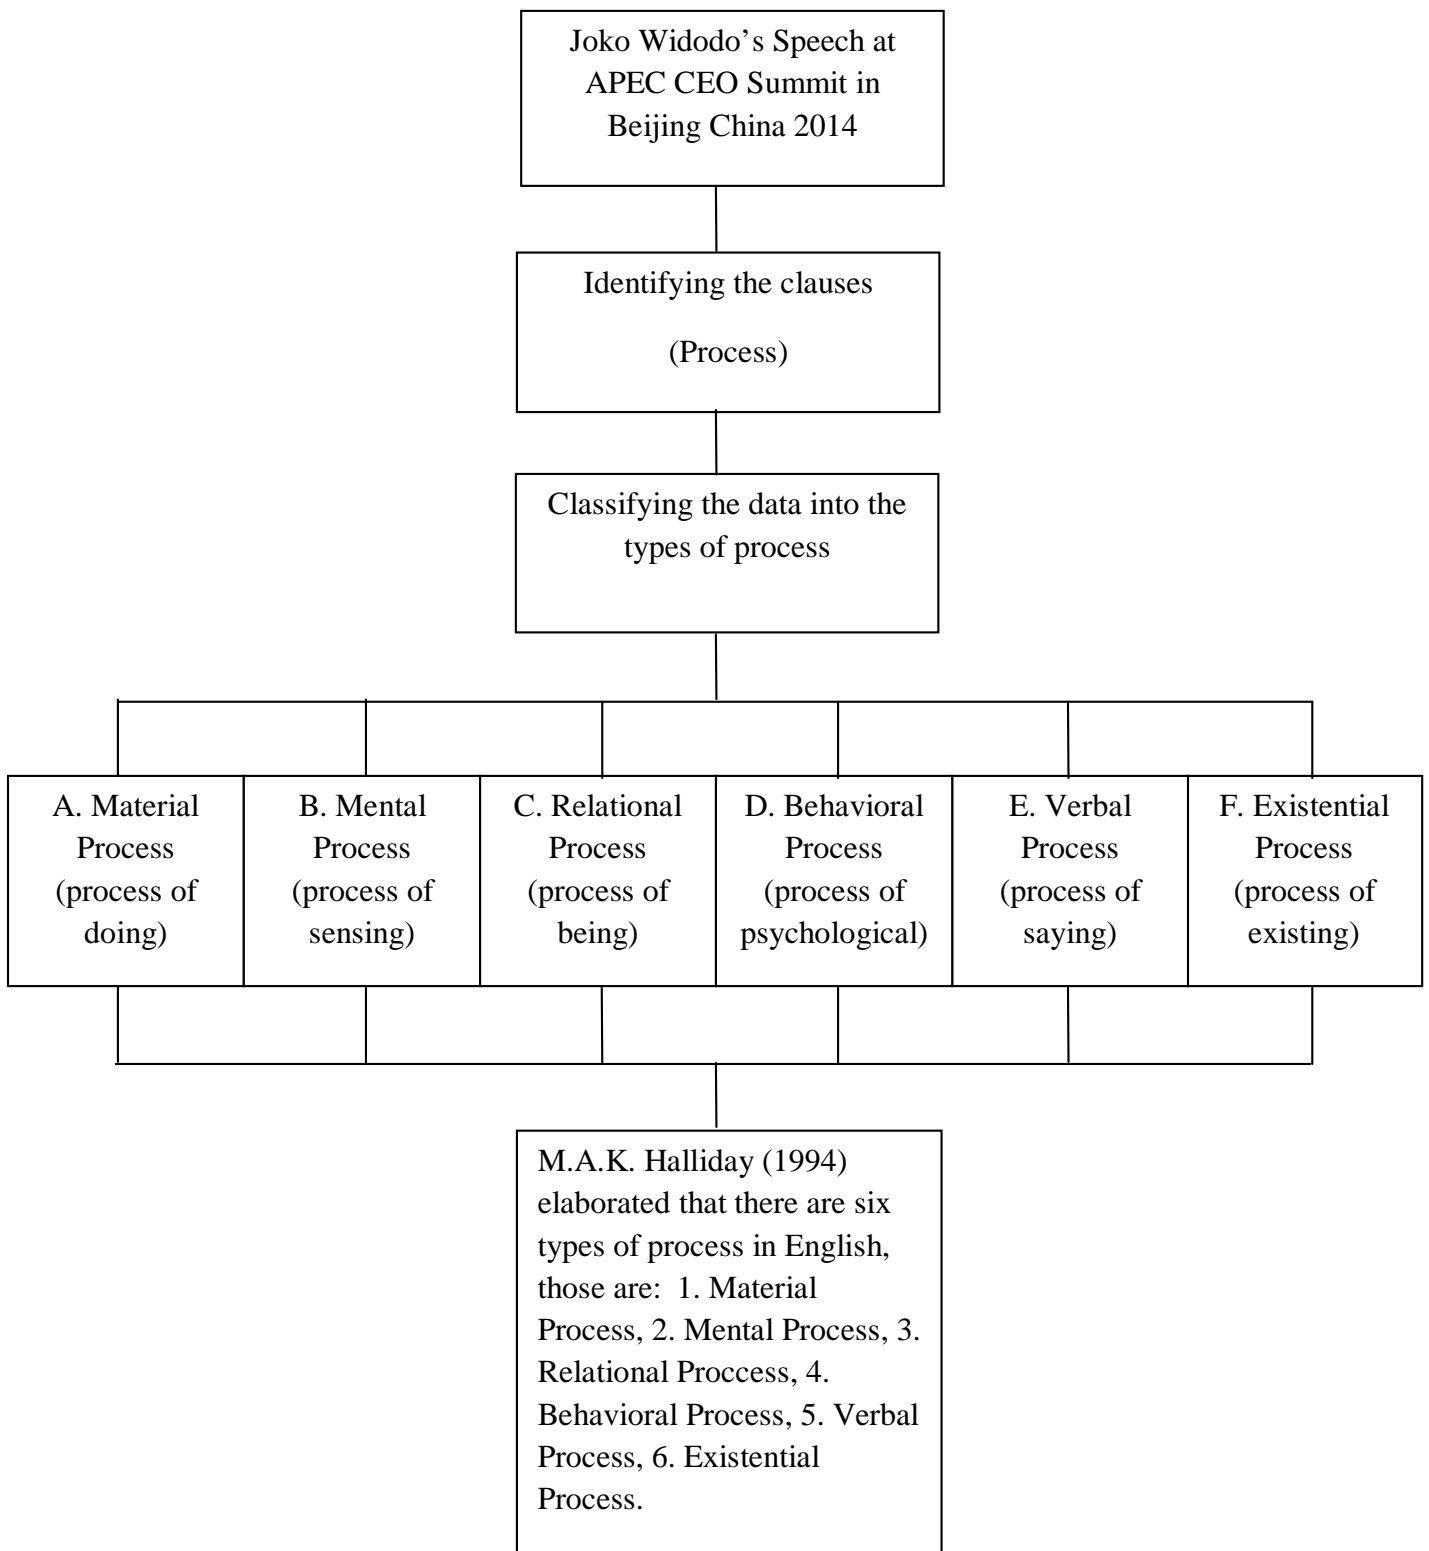 Joko Widodo’s Speech at
APEC CEO Summit in
Beijing China 2014
Identifying the clauses
(Process)
Classifying the data into the
types of process
A. Material
Process
(process of
doing)
B. Mental
Process
(process of
sensing)
C. Relational
Process
(process of
being)
D. Behavioral
Process
(process of
psychological)
E. Verbal
Process
(process of
saying)
F. Existential
Process
(process of
existing)
M.A.K. Halliday (1994)
elaborated that there are six
types of process in English,
those are:  1. Material
Process, 2. Mental Process, 3.
Relational Proccess, 4.
Behavioral Process, 5. Verbal
Process, 6. Existential
Process.